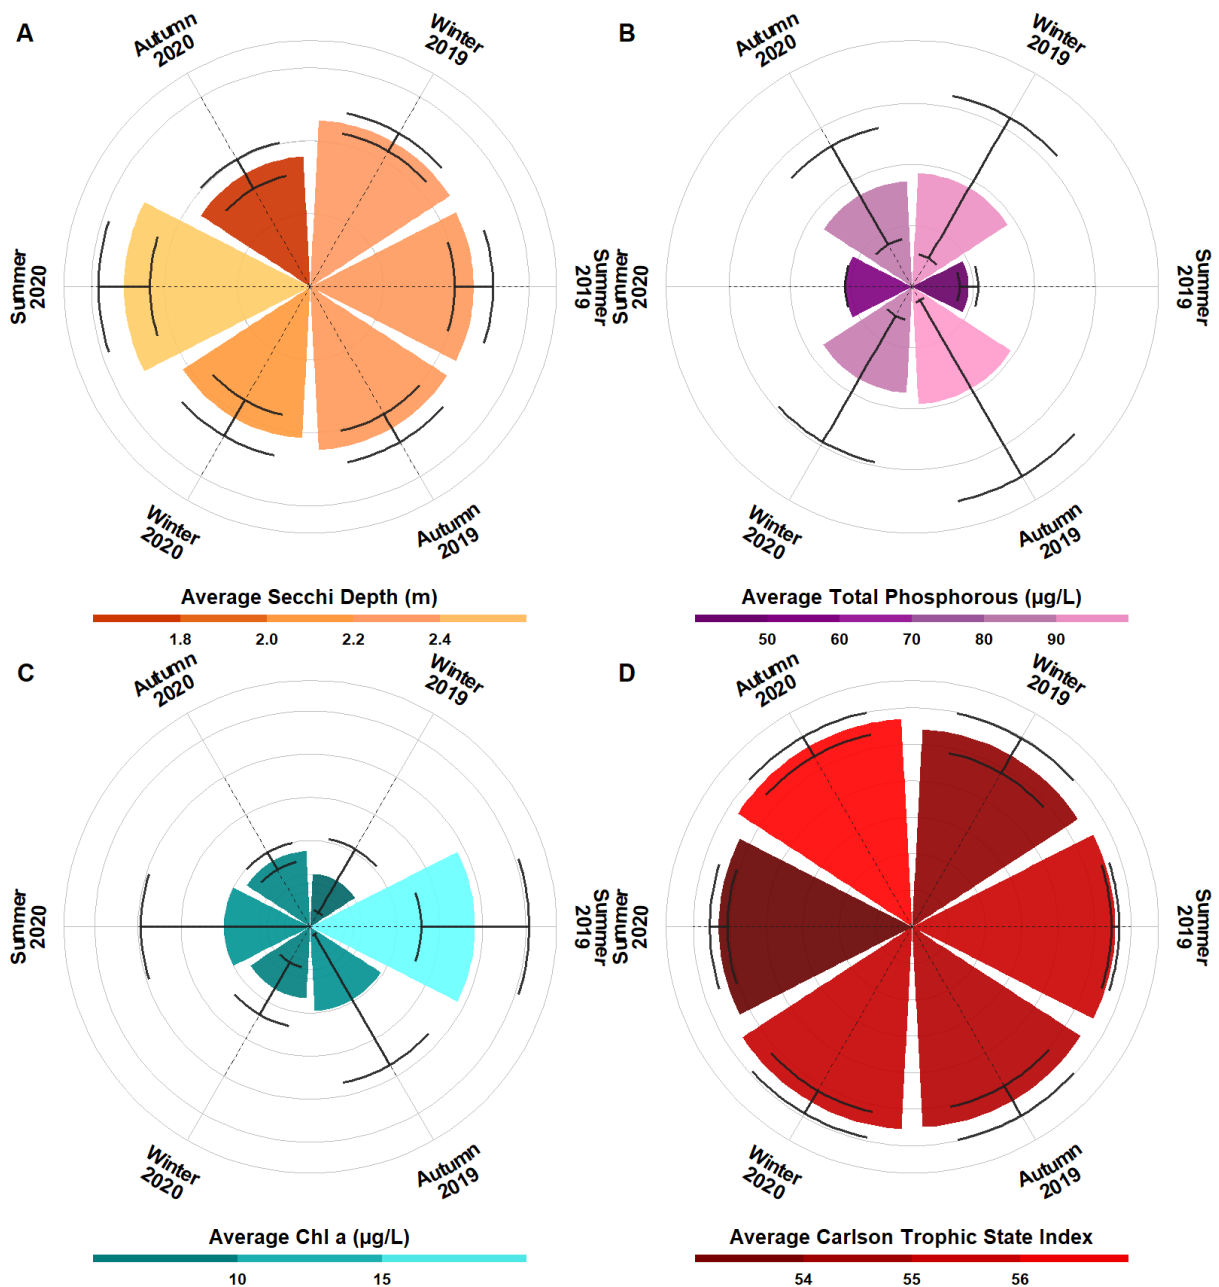 A
Autumn
2020
Winter
2019
Summer
2020
Summer
2019
Winter
2020
Autumn
2019
Average Secchi Depth (m)
1.8 2.0 2.2 2.4
B
Autumn
2020
Winter
2019
Summer
2020
Summer
2019
Winter
2020
Autumn
2019
Average Total Phosphorous (µg/L)
50 60 70 80 90
C
Autumn
2020
Winter
2019
Summer
2020
Summer
2019
Winter
2020
Autumn
2019
Average Chl a (µg/L)
10 15
D
Autumn
2020
Winter
2019
Summer
2020
Summer
2019
Winter
2020
Autumn
2019
Average Carlson Trophic State Index
54 55 56